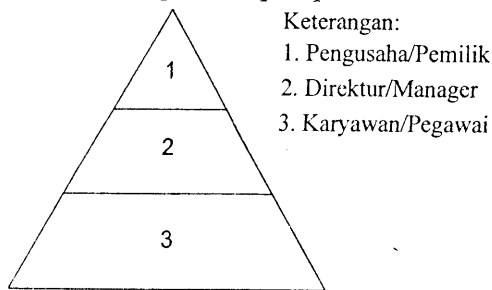 Keterangan:
1. Pengusaha/Pemilik
2. Direktur/Manager
3. Karyawan/Pegawai
1
2
3